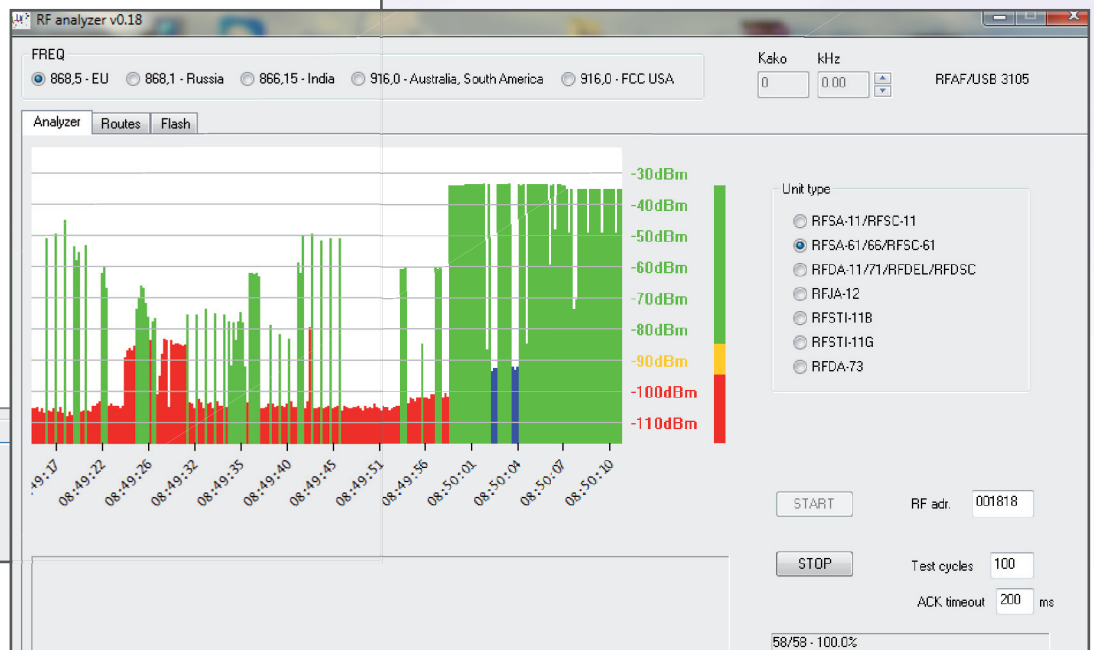 RF analyzer v0.18
FREQ
868,5 - EU 868,1 - Russia 866,15 - India 916,0 - Australia, South America 916,0 - FCC USA
Kako kHz
0 0.00
RFAF/USB 3105
Analyzer Routes Flash
-30dBm
-40dBm
-50dBm
-60dBm
-70dBm
-80dBm
-90dBm
-100dBm
-110dBm
:49:17 08:49:22 08:49:26 08:49:32 08:49:35 08:49:40 08:49:45 08:49:51 08:49:56 08:50:01 08:50:04 08:50:07 08:50:10
Unit type
RFSA-11/RFSC-11
RFSA-61/66/RFSC-61
RFDA-11/71/RFDEL/RFDSC
RFJA-12
RFSTI-11B
RFSTI-11G
RFDA-73
START RF adr. 001818
STOP Test cycles 100
ACK timeout 200 ms
58/58 - 100.0%